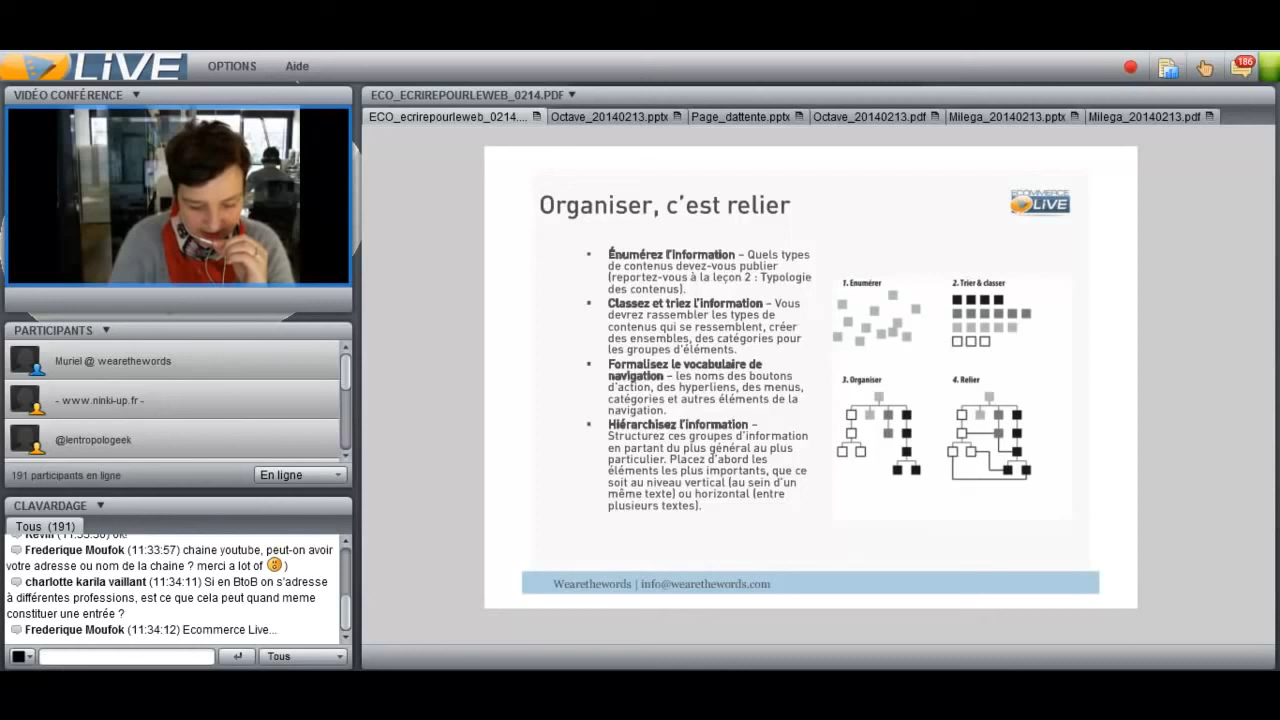 LIVE
OPTIONS
Aide
186
VIDÉO CONFÉRENCE
ECO_ECRIREPOURLEWEB_0214.PDF
ECO_ecrirepourleweb_0214....
Octave_20140213.pptx
Page_dattente.pptx
Octave_20140213.pdf
Milega_20140213.pptx
Milega_20140213.pdf
PARTICIPANTS
Muriel @ wearethewords
- www.ninki-up.fr -
@lentropologeek
191 participants en ligne
En ligne
CLAVARDAGE
Tous (191)
Kevin (11:33:50) ok!
Frederique Moufok (11:33:57) chaine youtube, peut-on avoir
votre adresse ou nom de la chaine ? merci a lot of )
charlotte karila vaillant (11:34:11) Si en BtoB on s'adresse
à différentes professions, est ce que cela peut quand meme
constituer une entrée ?
Frederique Moufok (11:34:12) Ecommerce Live...
Tous
Organiser, c'est relier
ECOMMERCE
LIVE
▪ Énumérez l'information – Quels types
de contenus devez-vous publier
(reportez-vous à la leçon 2 : Typologie
des contenus).
▪ Classez et triez l'information – Vous
devrez rassembler les types de
contenus qui se ressemblent, créer
des ensembles, des catégories pour
les groupes d'éléments.
▪ Formalisez le vocabulaire de
navigation – les noms des boutons
d'action, des hyperliens, des menus,
catégories et autres éléments de la
navigation.
▪ Hiérarchisez l'information –
Structurez ces groupes d'information
en partant du plus général au plus
particulier. Placez d'abord les
éléments les plus importants, que ce
soit au niveau vertical (au sein d'un
même texte) ou horizontal (entre
plusieurs textes).
1. Enumérer
2. Trier & classer
3. Organiser
4. Relier
Wearethewords | info@wearethewords.com